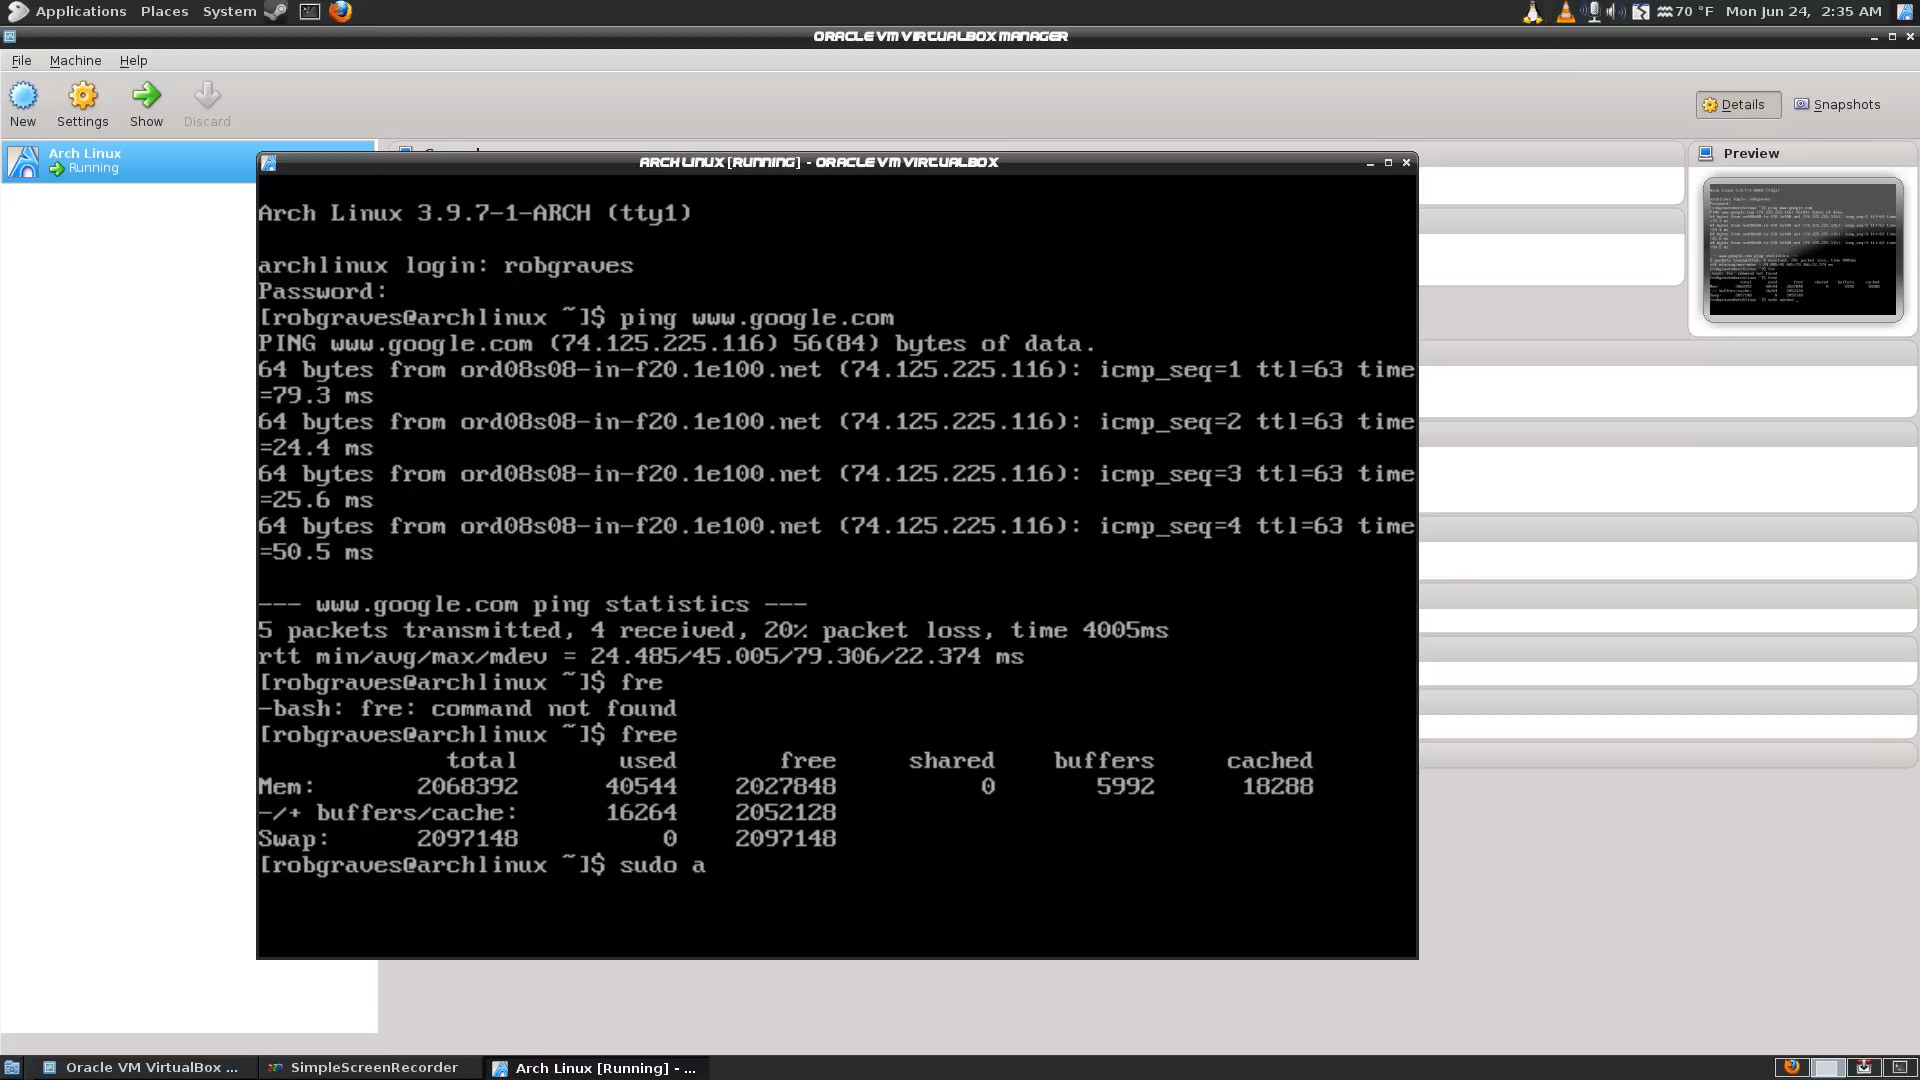 Applications Places System
70 °F Mon Jun 24, 2:35 AM
ORACLE VM VIRTUALBOX MANAGER
File Machine Help
New Settings Show Discard
Details Snapshots
Arch Linux
Running
Preview
ARCH LINUX [RUNNING] - ORACLE VM VIRTUALBOX
Arch Linux 3.9.7-1-ARCH (tty1)
archlinux login: robgraves
Password:
[robgraves@archlinux ~]$ ping www.google.com
PING www.google.com (74.125.225.116) 56(84) bytes of data.
64 bytes from ord08s08-in-f20.1e100.net (74.125.225.116): icmp_seq=1 ttl=63 time
=79.3 ms
64 bytes from ord08s08-in-f20.1e100.net (74.125.225.116): icmp_seq=2 ttl=63 time
=24.4 ms
64 bytes from ord08s08-in-f20.1e100.net (74.125.225.116): icmp_seq=3 ttl=63 time
=25.6 ms
64 bytes from ord08s08-in-f20.1e100.net (74.125.225.116): icmp_seq=4 ttl=63 time
=50.5 ms
--- www.google.com ping statistics ---
5 packets transmitted, 4 received, 20% packet loss, time 4005ms
rtt min/avg/max/mdev = 24.485/45.005/79.306/22.374 ms
[robgraves@archlinux ~]$ fre
-bash: fre: command not found
[robgraves@archlinux ~]$ free
total used free shared buffers cached
Mem: 2068392 40544 2027848 0 5992 18288
-/+ buffers/cache: 16264 2052128
Swap: 2097148 0 2097148
[robgraves@archlinux ~]$ sudo a
Oracle VM VirtualBox ... SimpleScreenRecorder Arch Linux [Running] - ...